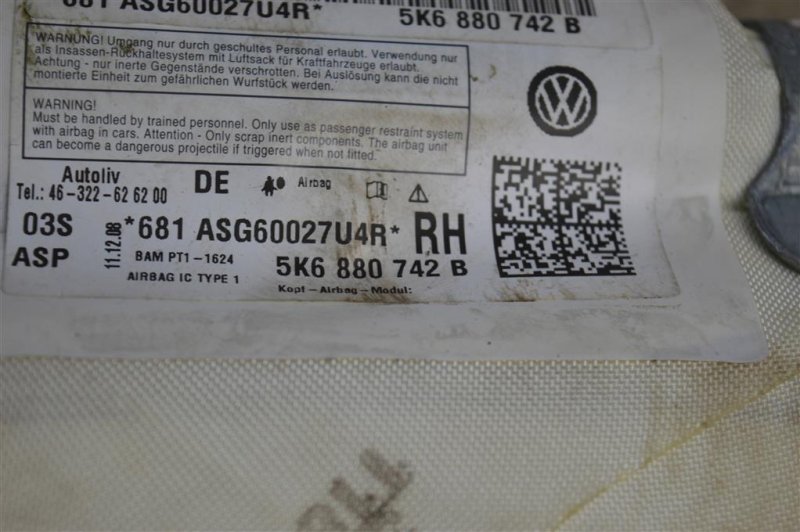 681 ASG60027U4R* 5K6 880 742 B
WARNUNG! Umgang nur durch geschultes Personal erlaubt. Verwendung nur
als Insassen-Rückhaltesystem mit Luftsack für Kraftfahrzeuge erlaubt.
Achtung - nur inerte Gegenstände verschrotten. Bei Auslösung kann die nicht
montierte Einheit zum gefährlichen Wurfstück werden.
WARNING!
Must be handled by trained personnel. Only use as passenger restraint system
with airbag in cars. Attention - Only scrap inert components. The airbag unit
can become a dangerous projectile if triggered when not fitted.
Autoliv DE Airbag
Tel.: 46-322-626200
03S 11.12.08 *681 ASG60027U4R* RH
ASP BAM PT1-1624 5K6 880 742 B
AIRBAG IC TYPE 1 Kopf-Airbag-Modul: